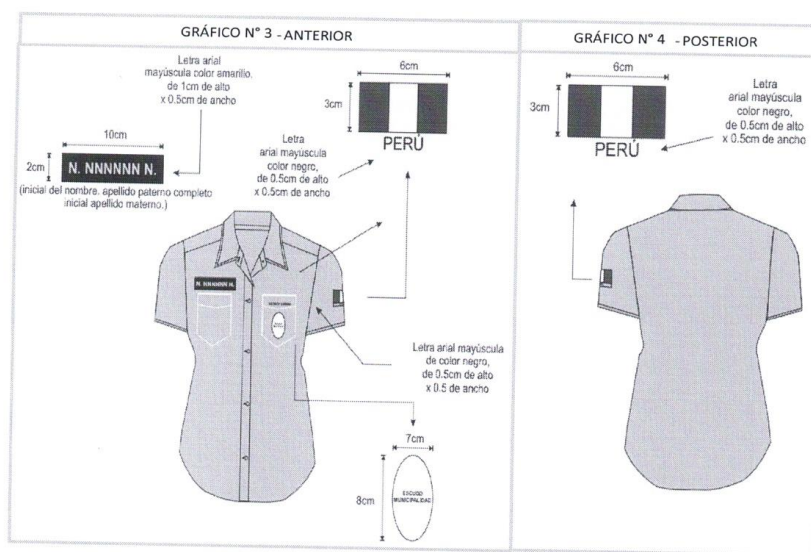 GRÁFICO N° 3 - ANTERIOR
Letra arial
mayúscula color amarillo,
de 1cm de alto
x 0.5cm de ancho
10cm
2cm
N. NNNNNN N.
(inicial del nombre. apellido paterno completo
inicial apellido materno.)
6cm
3cm
PERÚ
Letra
arial mayúscula
color negro,
de 0.5cm de alto
x 0.5cm de ancho
N. NNNNNN N.
Letra arial mayúscula
de color negro,
de 0.5cm de alto
x 0.5 de ancho
7cm
8cm
ESCUDO
MUNICIPALIDAD
GRÁFICO N° 4 - POSTERIOR
6cm
3cm
PERÚ
Letra
arial mayúscula
color negro,
de 0.5cm de alto
x 0.5cm de ancho